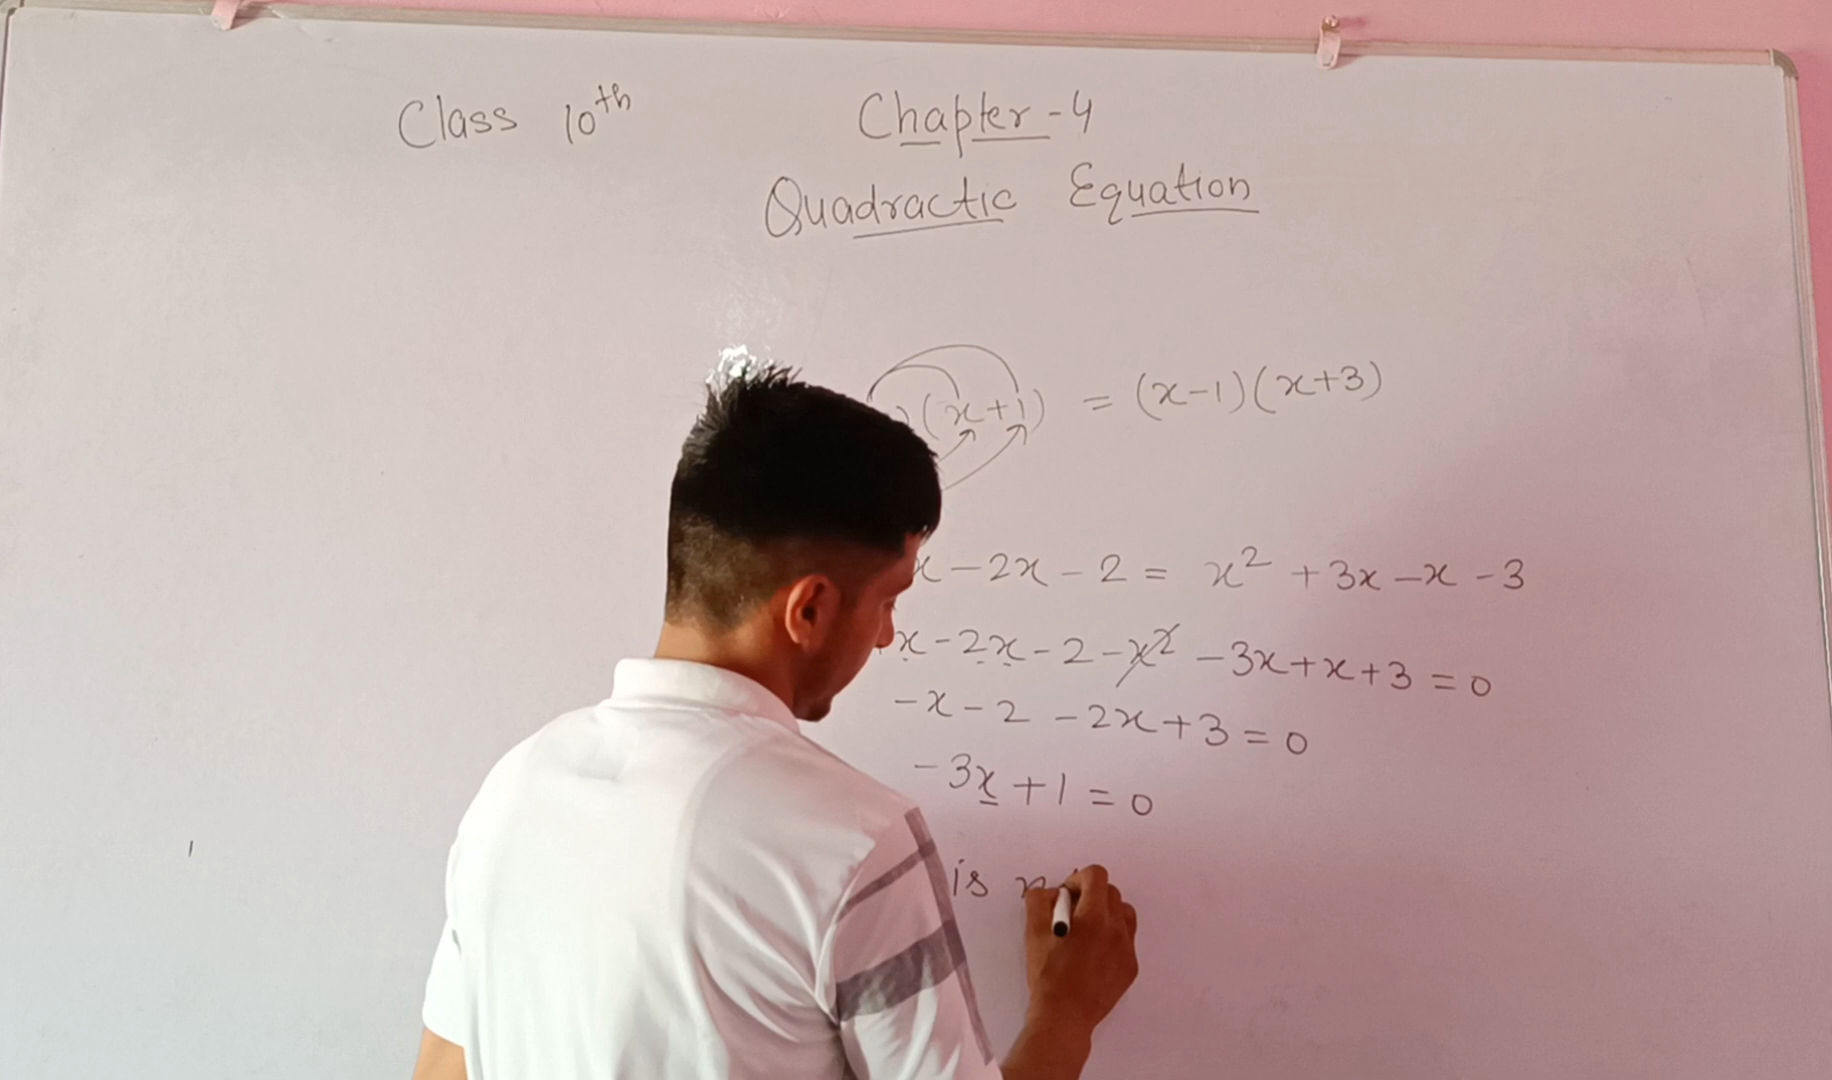 Class 10th
Chapter-4
Quadractic Equation
)(x+1) = (x-1)(x+3)
x-2x-2 = x² +3x-x-3
x-2x-2-x²-3x+x+3=0
-x-2-2x+3=0
-3x+1=0
is